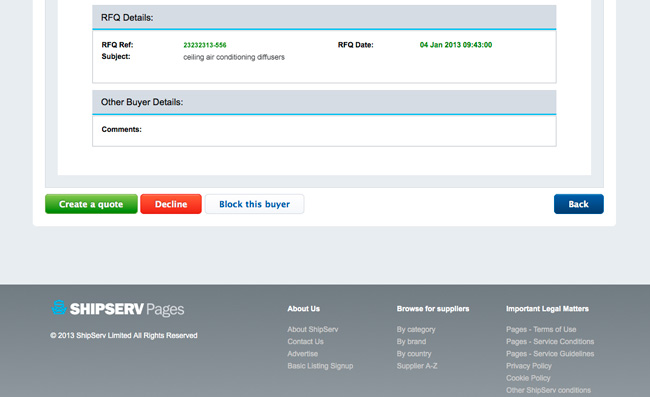 RFQ Details:
RFQ Ref: 23232313-556 RFQ Date: 04 Jan 2013 09:43:00
Subject: ceiling air conditioning diffusers
Other Buyer Details:
Comments:
Create a quote Decline Block this buyer Back
SHIPSERV Pages
© 2013 ShipServ Limited All Rights Reserved
About Us
About ShipServ
Contact Us
Advertise
Basic Listing Signup
Browse for suppliers
By category
By brand
By country
Supplier A-Z
Important Legal Matters
Pages - Terms of Use
Pages - Service Conditions
Pages - Service Guidelines
Privacy Policy
Cookie Policy
Other ShipServ conditions